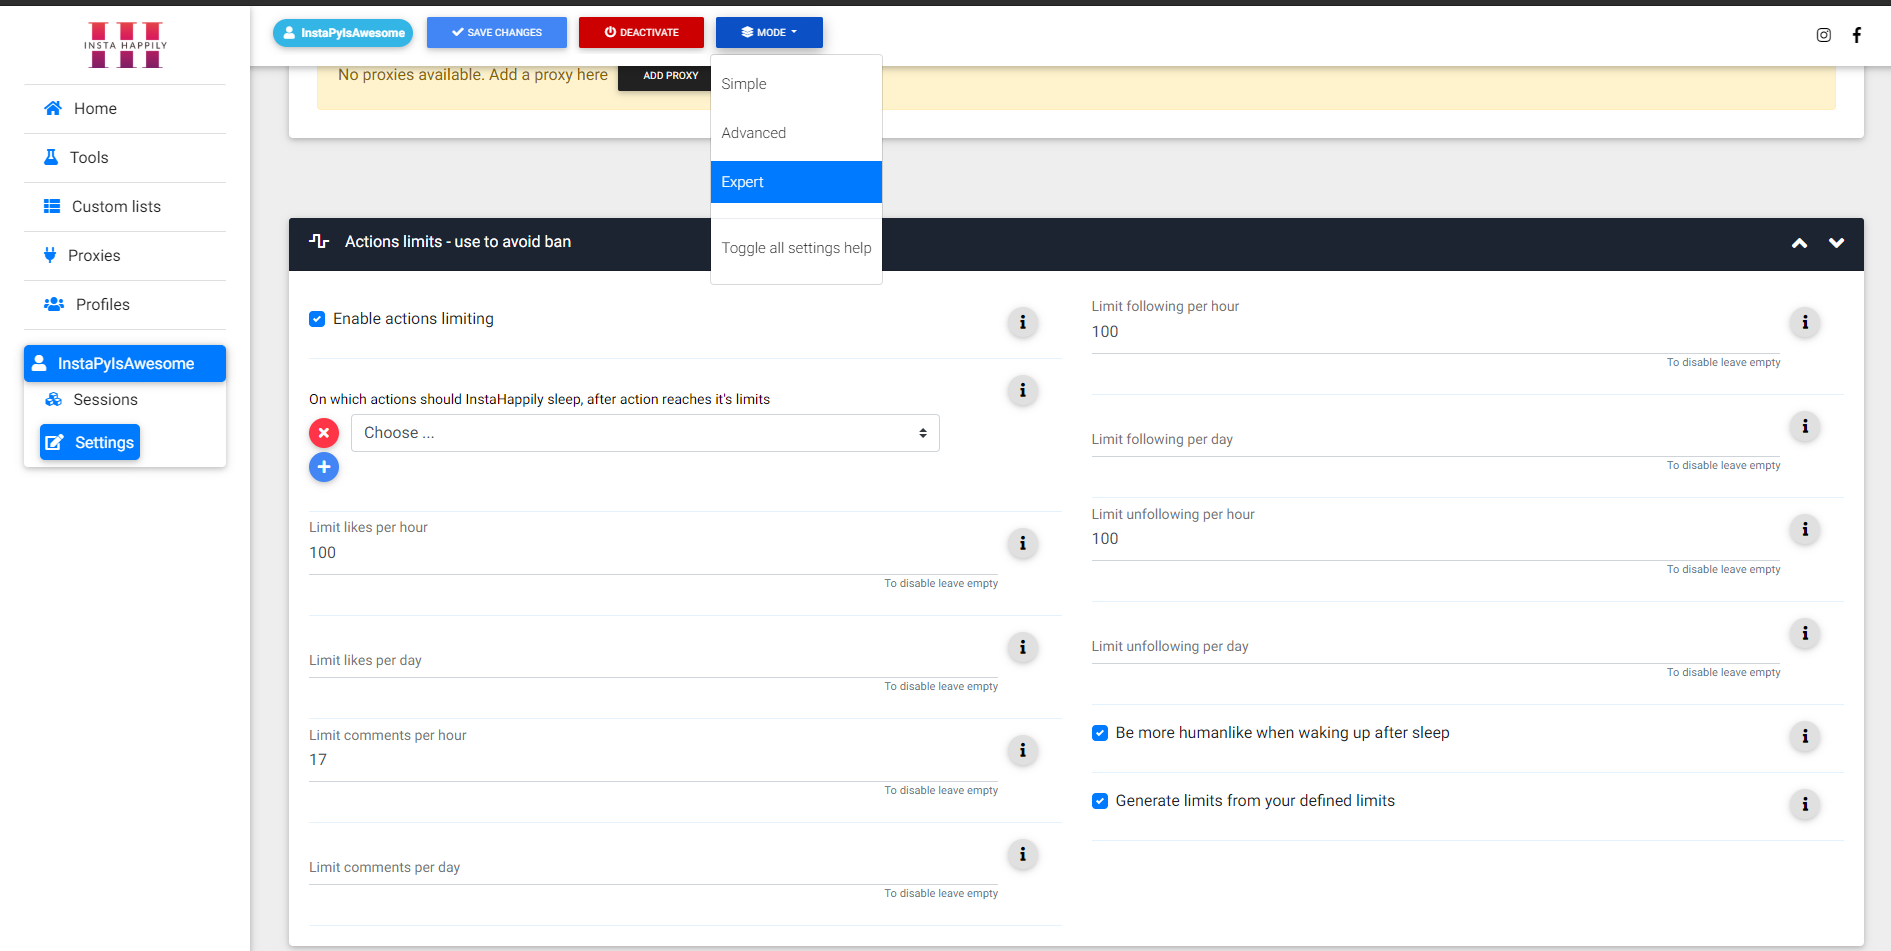 INSTA HAPPILY
Home
Tools
Custom lists
Proxies
Profiles
InstaPyIsAwesome
Sessions
Settings
InstaPyIsAwesome
SAVE CHANGES
DEACTIVATE
MODE
Simple
Advanced
Expert
Toggle all settings help
No proxies available. Add a proxy here
ADD PROXY
Actions limits - use to avoid ban
Enable actions limiting
On which actions should InstaHappily sleep, after action reaches it's limits
Choose ...
Limit likes per hour
100
To disable leave empty
Limit likes per day
To disable leave empty
Limit comments per hour
17
To disable leave empty
Limit comments per day
To disable leave empty
Limit following per hour
100
To disable leave empty
Limit following per day
To disable leave empty
Limit unfollowing per hour
100
To disable leave empty
Limit unfollowing per day
To disable leave empty
Be more humanlike when waking up after sleep
Generate limits from your defined limits